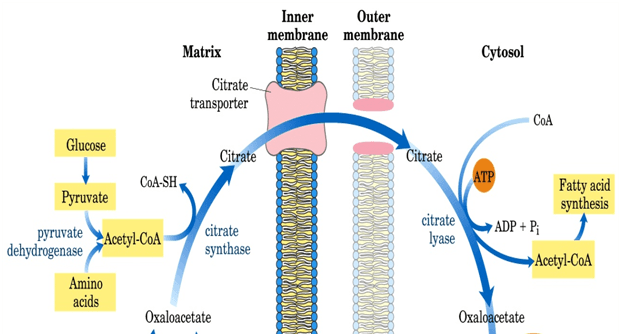 Inner
membrane
Outer
membrane
Matrix
Cytosol
Citrate
transporter
CoA
Glucose
Citrate
Citrate
CoA-SH
ATP
Pyruvate
Fatty acid
synthesis
pyruvate
dehydrogenase
Acetyl-CoA
citrate
synthase
citrate
lyase
ADP + Pi
Acetyl-CoA
Amino
acids
Oxaloacetate
Oxaloacetate